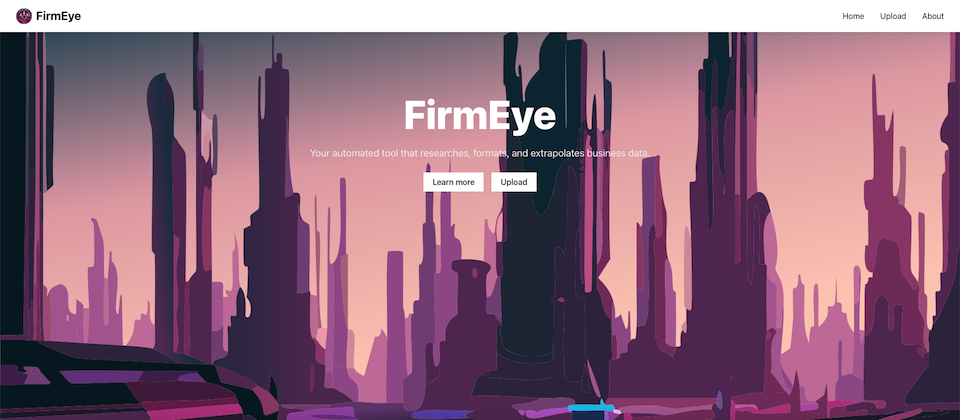 FirmEye
Home Upload About
FirmEye
Your automated tool that researches, formats, and extrapolates business data.
Learn more Upload